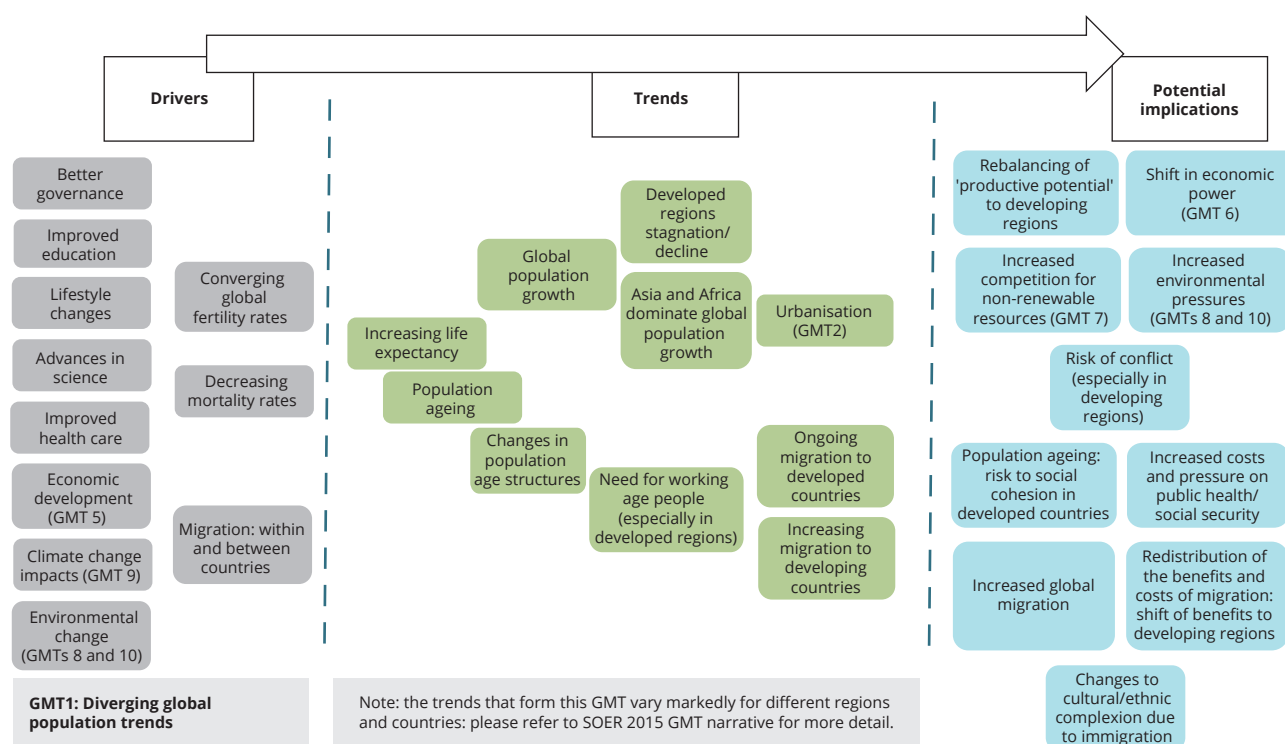 Drivers
Trends
Potential
implications
Better
governance
Improved
education
Lifestyle
changes
Advances in
science
Improved
health care
Economic
development
(GMT 5)
Climate change
impacts (GMT 9)
Environmental
change
(GMTs 8 and 10)
Converging
global
fertility rates
Decreasing
mortality rates
Migration: within
and between
countries
Increasing life
expectancy
Population
ageing
Global
population
growth
Changes in
population
age structures
Developed
regions
stagnation/
decline
Asia and Africa
dominate global
population
growth
Need for working
age people
(especially in
developed regions)
Urbanisation
(GMT2)
Ongoing
migration to
developed
countries
Increasing
migration to
developing
countries
Rebalancing of
'productive potential'
to developing
regions
Shift in economic
power
(GMT 6)
Increased
competition for
non-renewable
resources (GMT 7)
Increased
environmental
pressures
(GMTs 8 and 10)
Risk of conflict
(especially in
developing
regions)
Population ageing:
risk to social
cohesion in
developed countries
Increased costs
and pressure on
public health/
social security
Increased global
migration
Redistribution of
the benefits and
costs of migration:
shift of benefits to
developing regions
Changes to
cultural/ethnic
complexion due
to immigration
GMT1: Diverging global
population trends
Note: the trends that form this GMT vary markedly for different regions
and countries: please refer to SOER 2015 GMT narrative for more detail.